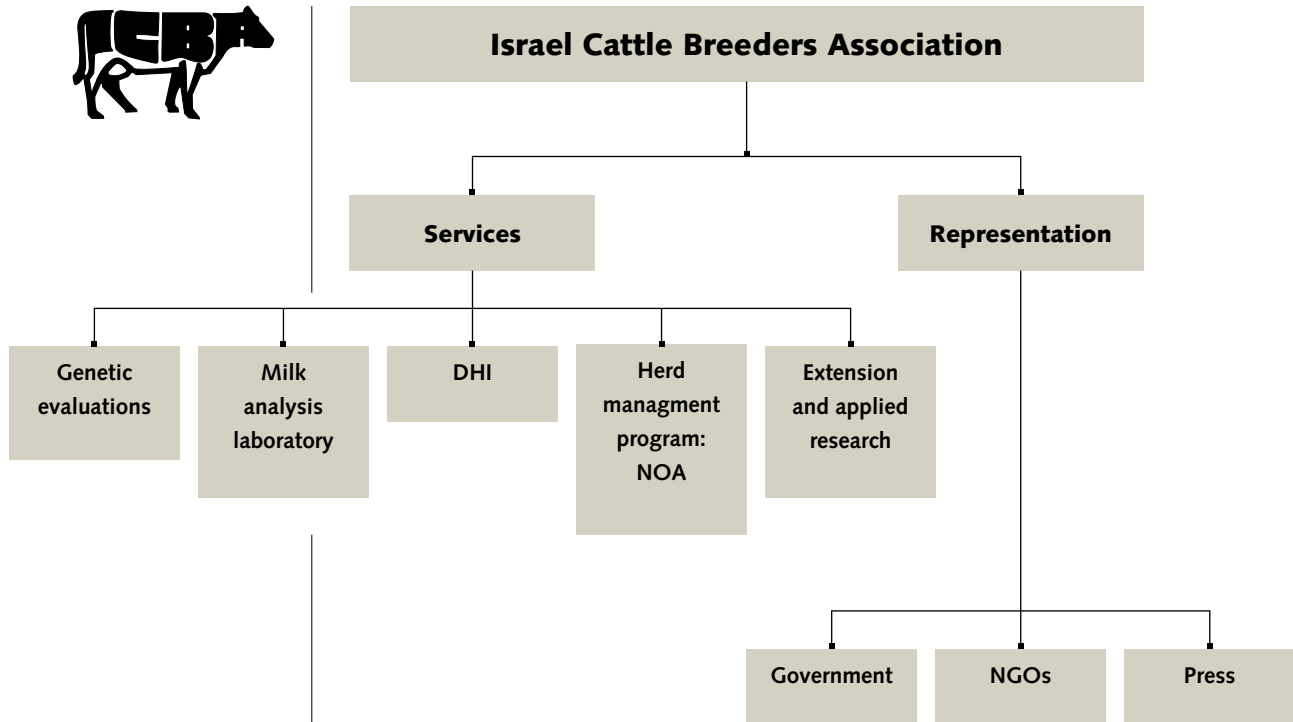 ICBA
Israel Cattle Breeders Association
Services
Representation
Genetic
evaluations
Milk
analysis
laboratory
DHI
Herd
managment
program:
NOA
Extension
and applied
research
Government
NGOs
Press